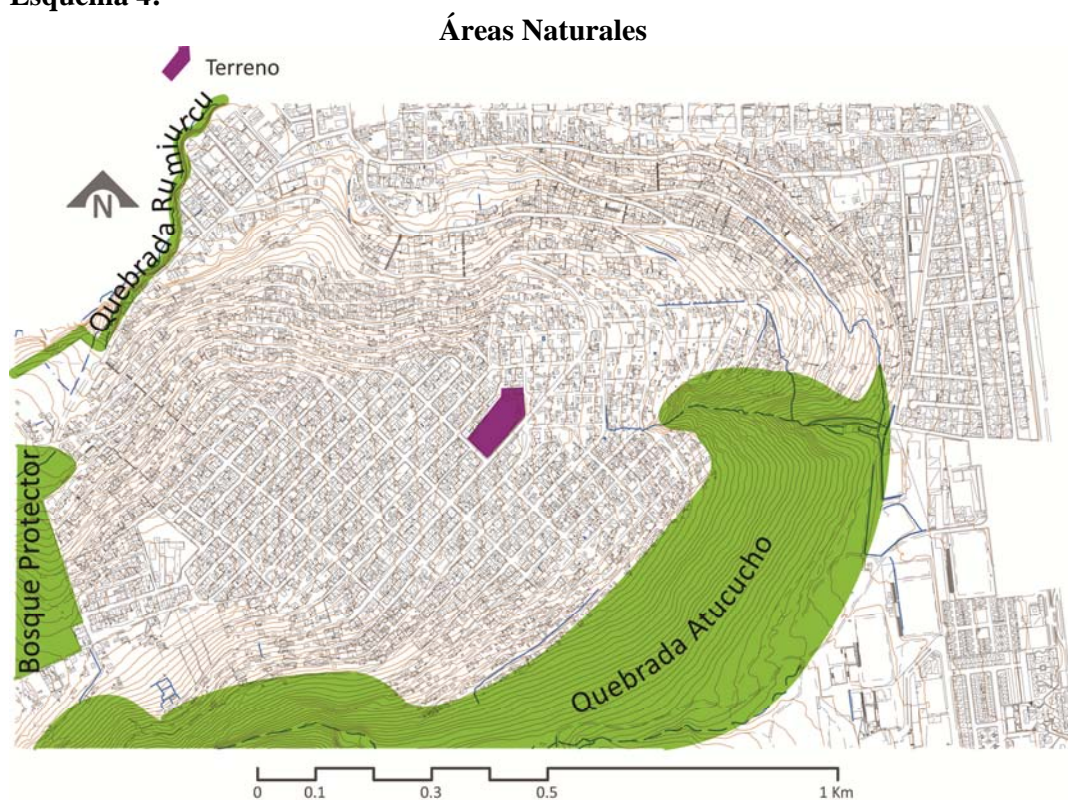 Esquema 4:
Áreas Naturales
Terreno
Quebrada Rumiurcu
N
Bosque Protector
Quebrada Atucucho
0 0.1 0.3 0.5 1 Km